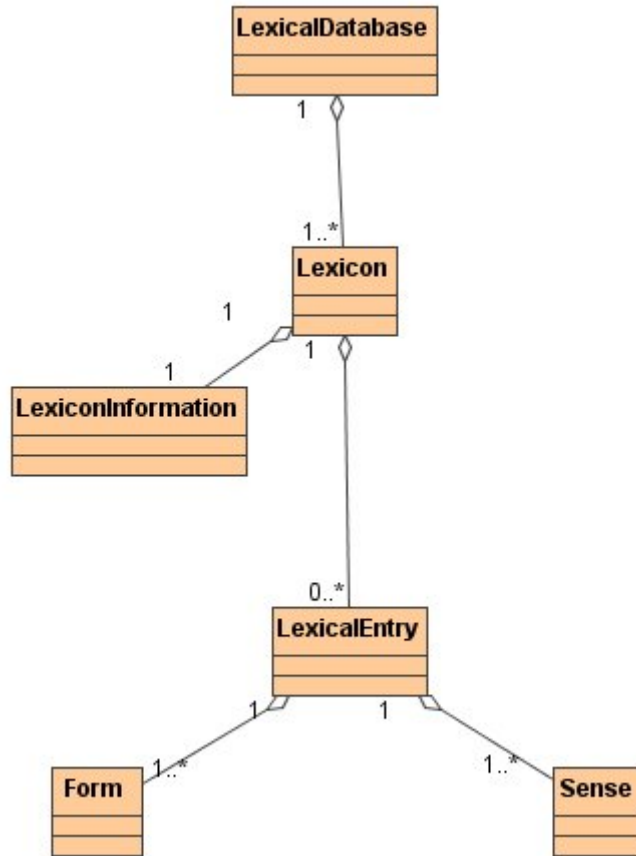 LexicalDatabase
1
1..*
Lexicon
1
1
1
LexiconInformation
0..*
LexicalEntry
1
1
1..*
1..*
Form
Sense